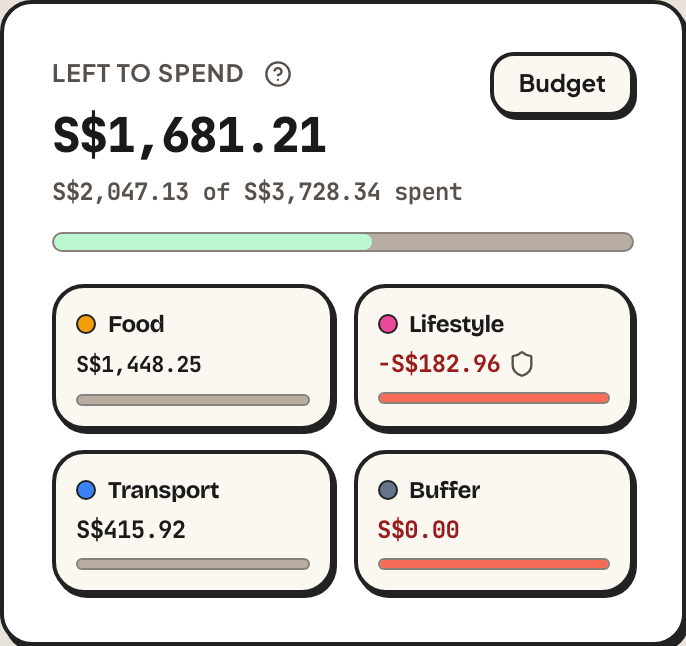 LEFT TO SPEND
Budget
S$1,681.21
S$2,047.13 of S$3,728.34 spent
Food
S$1,448.25
Lifestyle
-S$182.96
Transport
S$415.92
Buffer
S$0.00